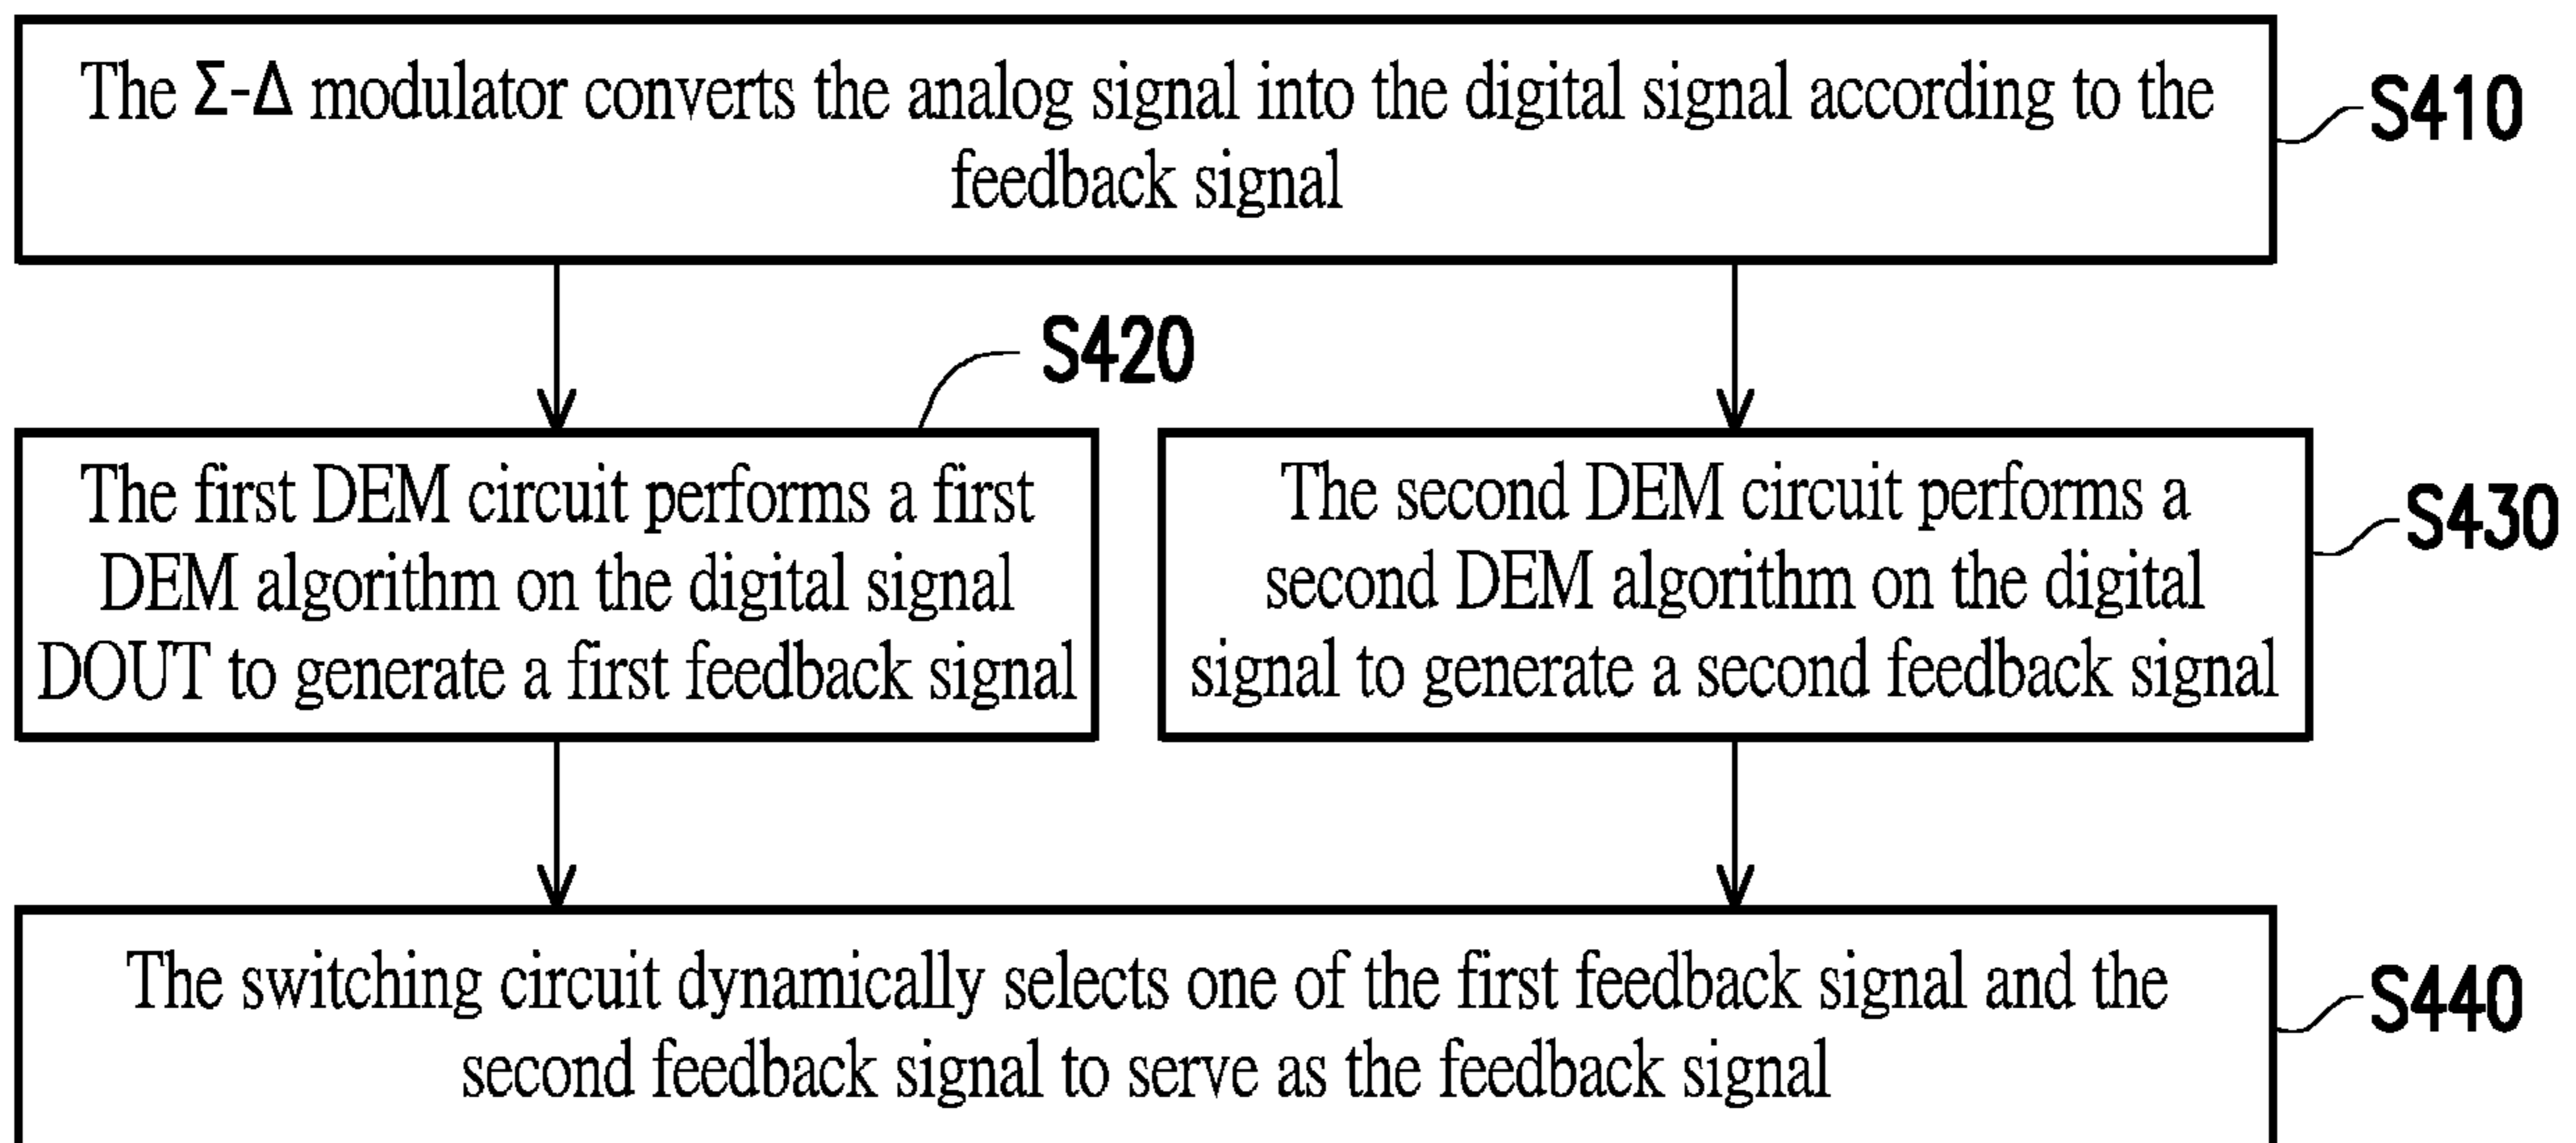 The Σ-Δ modulator converts the analog signal into the digital signal according to the
feedback signal
S410
S420
The first DEM circuit performs a first
DEM algorithm on the digital signal
DOUT to generate a first feedback signal
The second DEM circuit performs a
second DEM algorithm on the digital
signal to generate a second feedback signal
S430
The switching circuit dynamically selects one of the first feedback signal and the
second feedback signal to serve as the feedback signal
S440